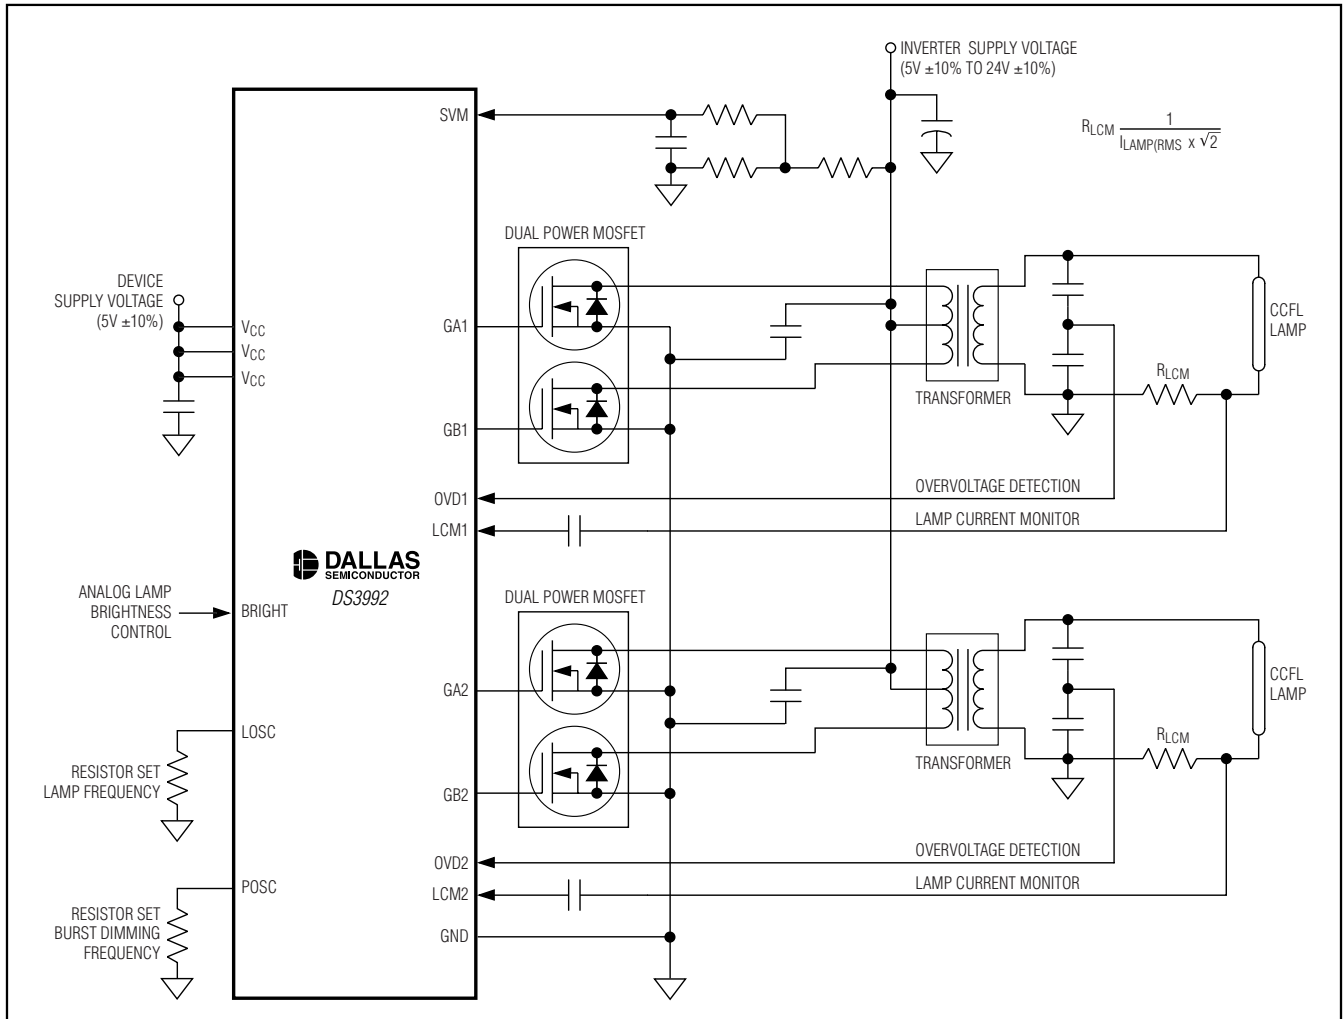 INVERTER SUPPLY VOLTAGE
(5V ±10% TO 24V ±10%)
SVM
RLCM 1
ILAMP(RMS x √2
DUAL POWER MOSFET
DEVICE
SUPPLY VOLTAGE
(5V ±10%)
VCC
VCC
VCC
GA1
GB1
TRANSFORMER
RLCM
CCFL
LAMP
OVD1
OVERVOLTAGE DETECTION
LCM1
LAMP CURRENT MONITOR
DALLAS
SEMICONDUCTOR
DS3992
ANALOG LAMP
BRIGHTNESS
CONTROL
BRIGHT
DUAL POWER MOSFET
GA2
GB2
TRANSFORMER
RLCM
CCFL
LAMP
LOSC
RESISTOR SET
LAMP FREQUENCY
OVD2
OVERVOLTAGE DETECTION
LCM2
LAMP CURRENT MONITOR
POSC
RESISTOR SET
BURST DIMMING
FREQUENCY
GND